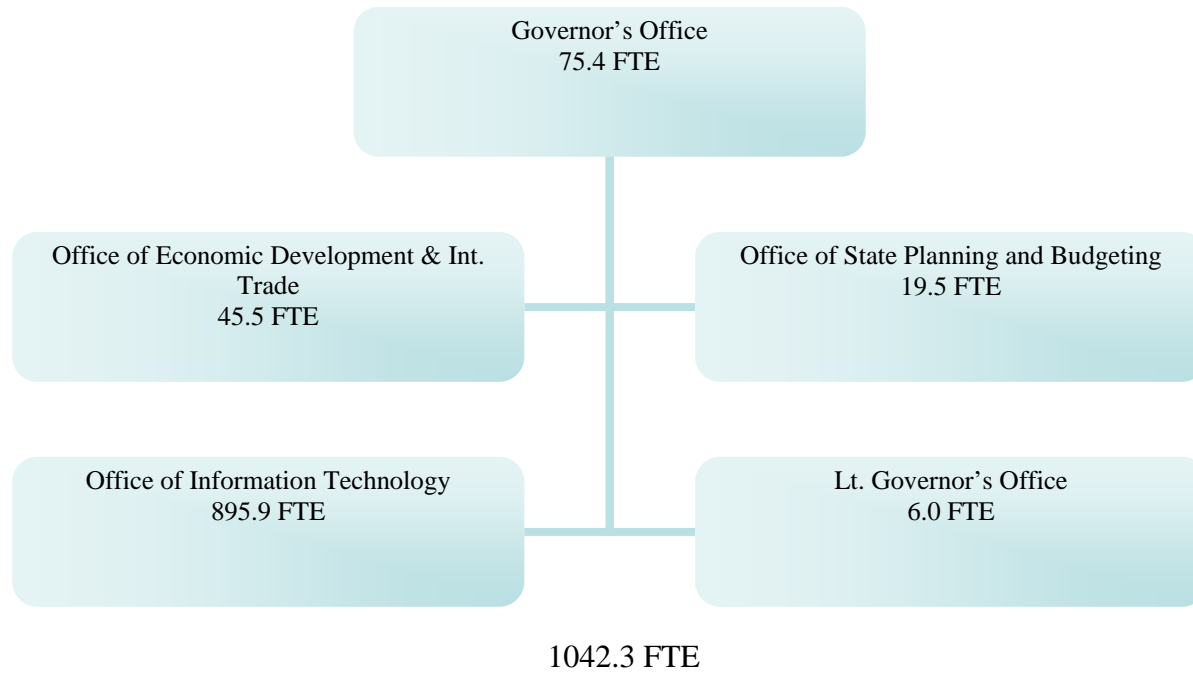 Governor’s Office
75.4 FTE
Office of Economic Development & Int.
Trade
45.5 FTE
Office of State Planning and Budgeting
19.5 FTE
Office of Information Technology
895.9 FTE
Lt. Governor’s Office
6.0 FTE
1042.3 FTE